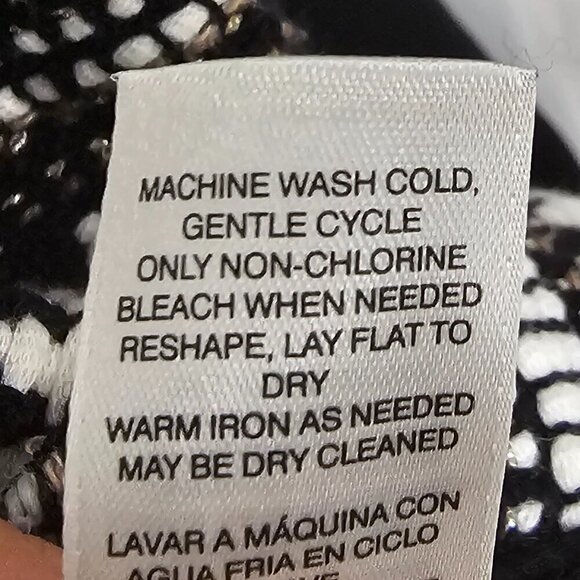 MACHINE WASH COLD,
GENTLE CYCLE
ONLY NON-CHLORINE
BLEACH WHEN NEEDED
RESHAPE, LAY FLAT TO
DRY
WARM IRON AS NEEDED
MAY BE DRY CLEANED
LAVAR A MÁQUINA CON
AGUA FRIA EN CICLO